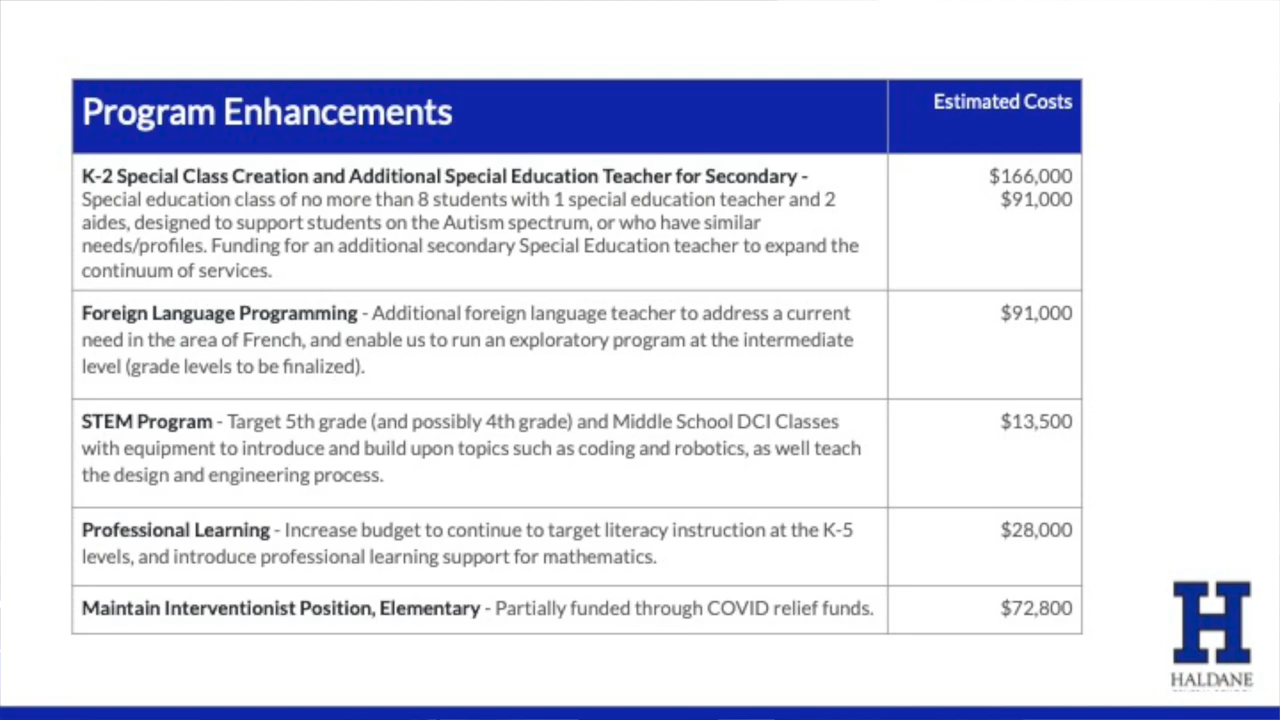 Program Enhancements
Estimated Costs
K-2 Special Class Creation and Additional Special Education Teacher for Secondary -
$166,000
Special education class of no more than 8 students with 1 special education teacher and 2
$91,000
aides, designed to support students on the Autism spectrum, or who have similar
needs/profiles. Funding for an additional secondary Special Education teacher to expand the
continuum of services.
Foreign Language Programming - Additional foreign language teacher to address a current
$91,000
need in the area of French, and enable us to run an exploratory program at the intermediate
level (grade levels to be finalized).
STEM Program - Target 5th grade (and possibly 4th grade) and Middle School DCI Classes
$13,500
with equipment to introduce and build upon topics such as coding and robotics, as well teach
the design and engineering process.
Professional Learning - Increase budget to continue to target literacy instruction at the K-5
$28,000
levels, and introduce professional learning support for mathematics.
Maintain Interventionist Position, Elementary - Partially funded through COVID relief funds.
$72,800
H
HALDANE